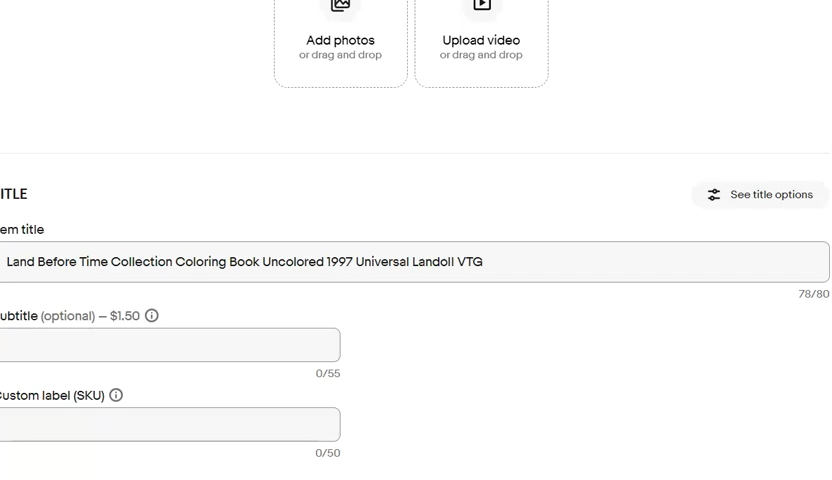 Add photos
or drag and drop
Upload video
or drag and drop
ITLE
See title options
em title
Land Before Time Collection Coloring Book Uncolored 1997 Universal Landoll VTG
78/80
ubtitle (optional) – $1.50
0/55
Custom label (SKU)
0/50